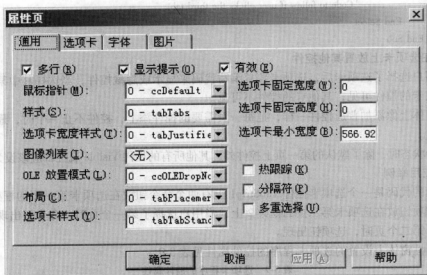 属性页
通用 选项卡 字体 图片
多行(R) 显示提示(O) 有效(E)
鼠标指针(M): 0 - ccDefault 选项卡固定宽度(W): 0
样式(S): 0 - tabTabs 选项卡固定高度(H): 0
选项卡宽度样式(T): 0 - tabJustifie 选项卡最小宽度(B): 566.92
图像列表(I): <无>
OLE 放置模式(L): 0 - ccOLEDropNo 热跟踪(K)
布局(C): 0 - tabPlacemer 分隔符(P)
选项卡样式(Y): 0 - tabTabStanc 多重选择(U)
确定 取消 应用(A) 帮助